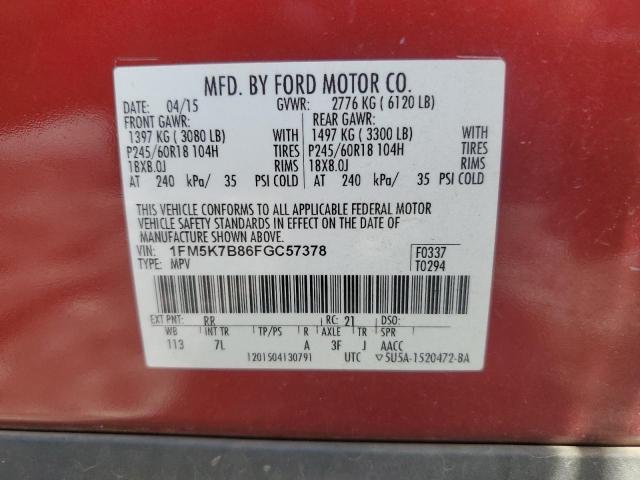 MFD. BY FORD MOTOR CO.
DATE: 04/15 GVWR: 2776 KG ( 6120 LB)
FRONT GAWR: REAR GAWR:
1397 KG ( 3080 LB) WITH 1497 KG ( 3300 LB) WITH
P245/60R18 104H TIRES P245/60R18 104H TIRES
18X8.0J RIMS 18X8.0J RIMS
AT 240 kPa/ 35 PSI COLD AT 240 kPa/ 35 PSI COLD
THIS VEHICLE CONFORMS TO ALL APPLICABLE FEDERAL MOTOR
VEHICLE SAFETY STANDARDS IN EFFECT ON THE DATE OF
MANUFACTURE SHOWN ABOVE.
VIN: 1FM5K7B86FGC57378 F0337
TYPE: MPV T0294
EXT PNT: RR RC: 21 DSO:
WB INT TR TP/PS R AXLE TR SPR
113 7L A 3F J AACC
1201504130791 UTC ▽5U5A-1520472-BA